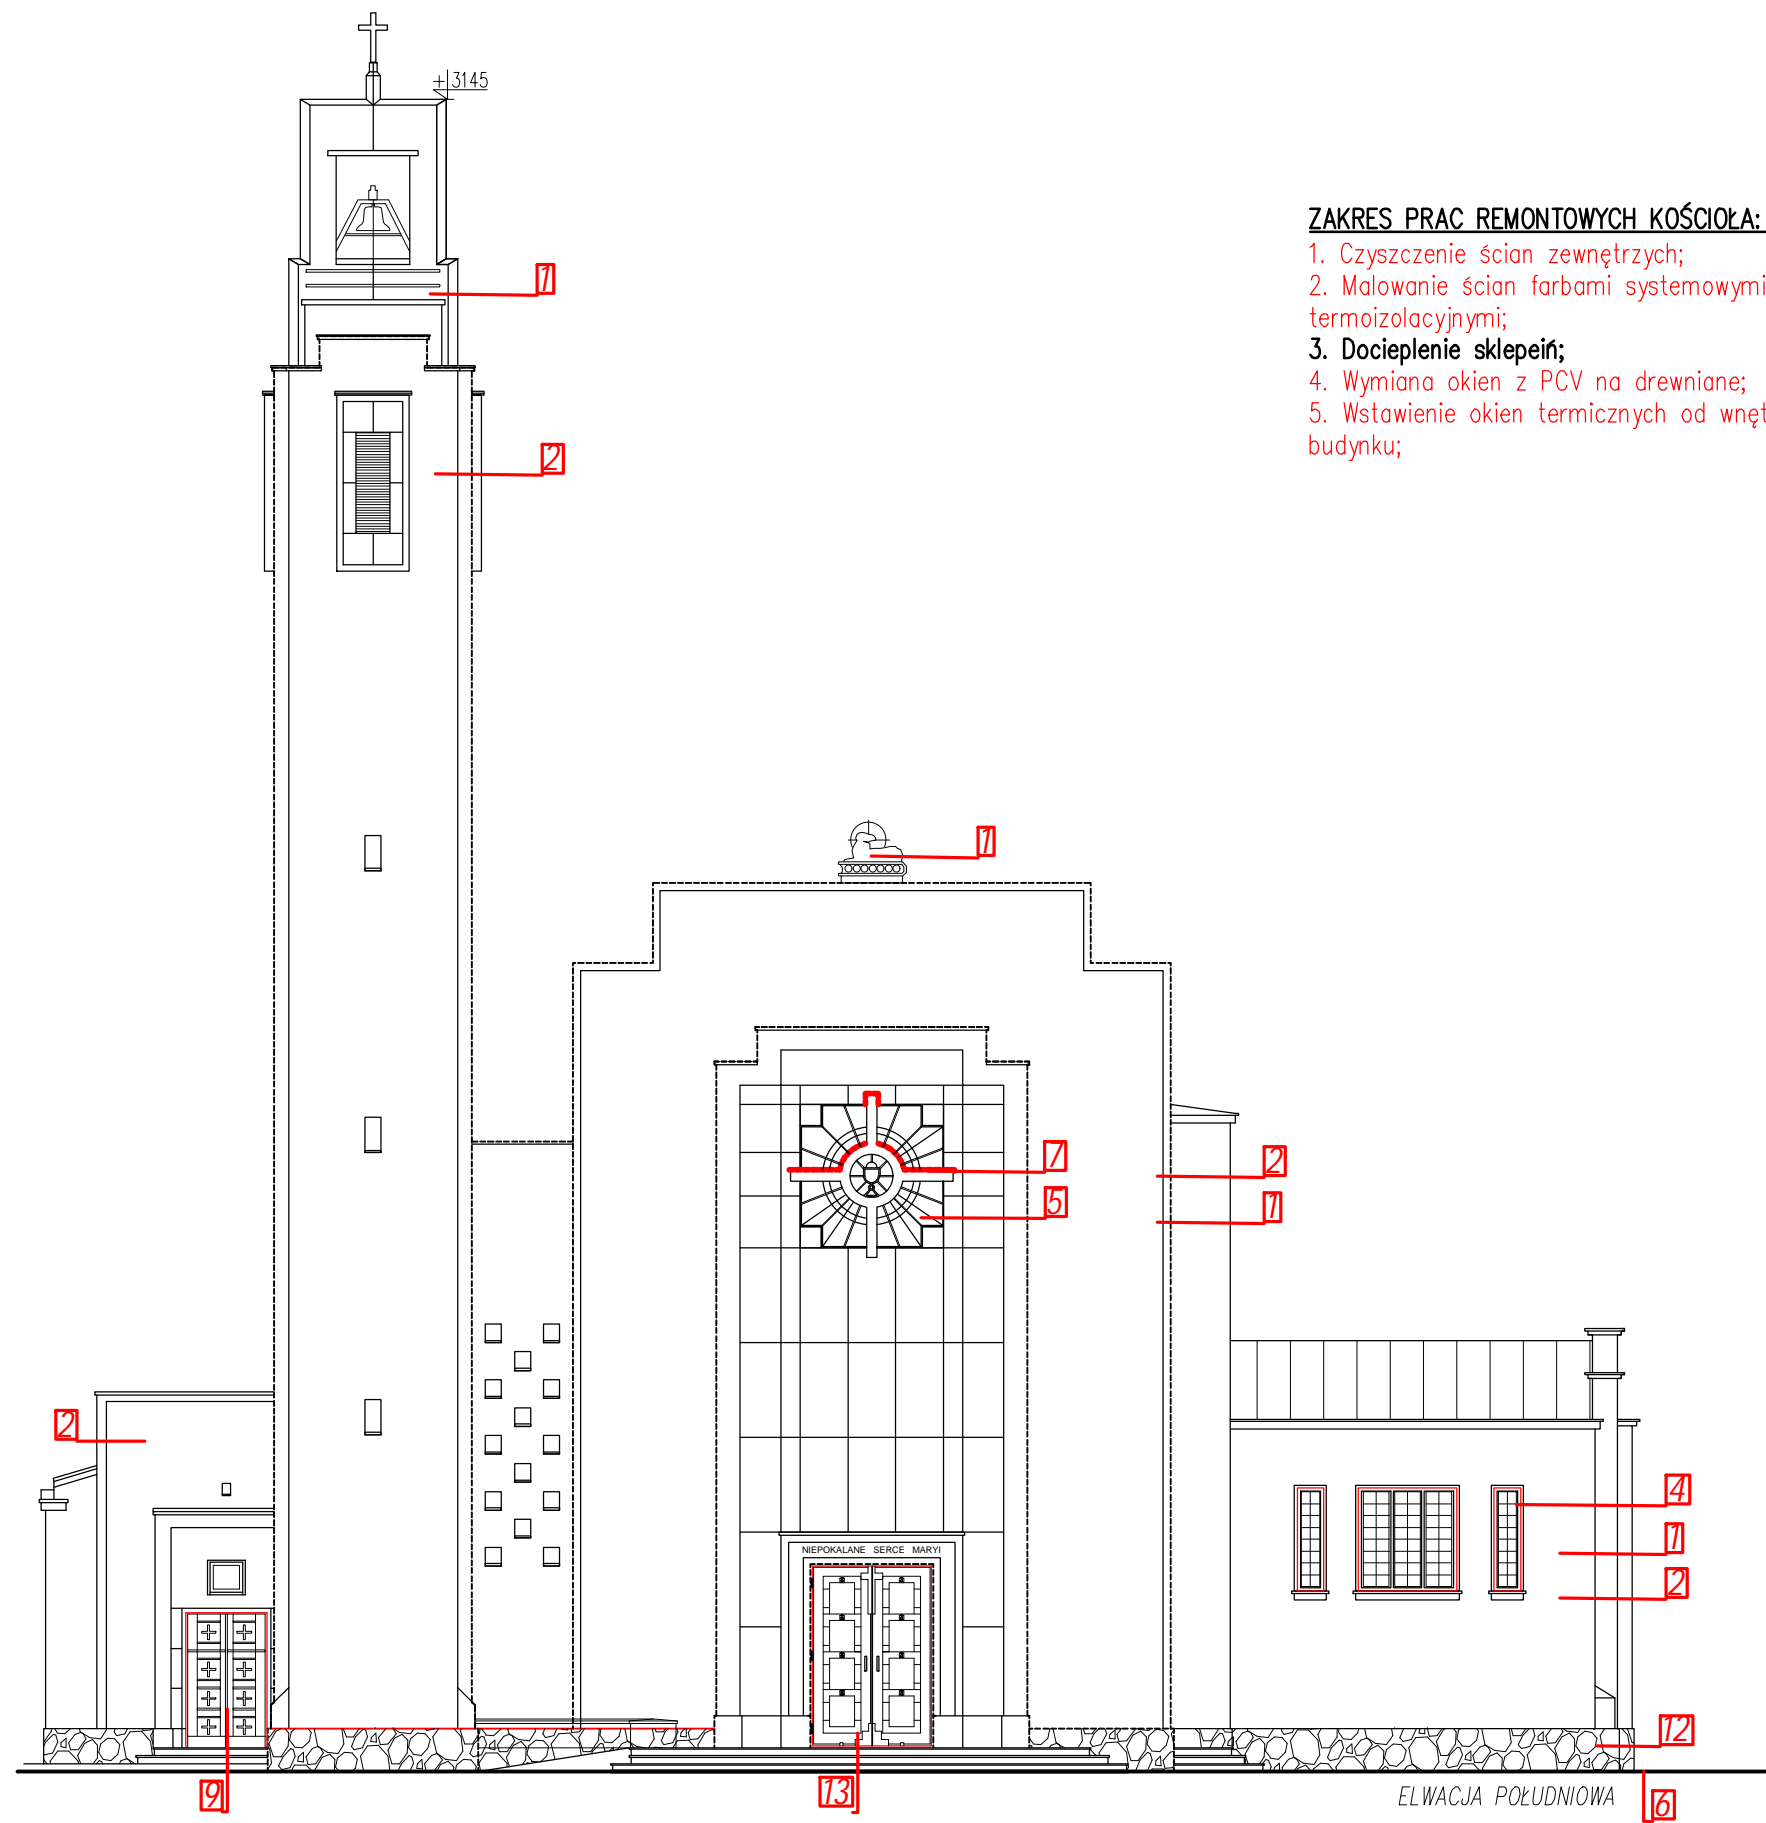 +3145
ZAKRES PRAC REMONTOWYCH KOŚCIOŁA:
1. Czyszczenie ścian zewnętrzych;
2. Malowanie ścian farbami systemowymi
termoizolacyjnymi;
3. Docieplenie sklepeiń;
4. Wymiana okien z PCV na drewniane;
5. Wstawienie okien termicznych od wnęt
budynku;
1
2
1
7
2
5
1
2
4
1
2
NIEPOKALANE SERCE MARYI
12
9
13
ELWACJA POŁUDNIOWA
6